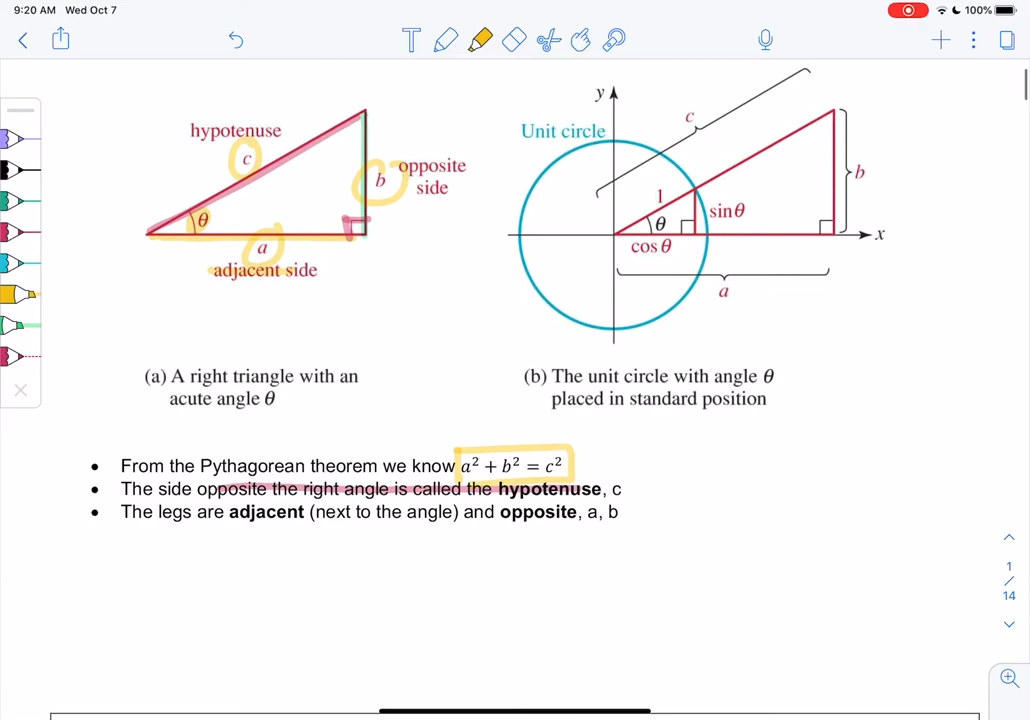 9:20 AM Wed Oct 7
100%
T
hypotenuse
c
θ
b
opposite
side
a
adjacent side
y
Unit circle
c
1
θ
sin θ
cos θ
b
x
a
(a) A right triangle with an
acute angle θ
(b) The unit circle with angle θ
placed in standard position
• From the Pythagorean theorem we know a² + b² = c²
• The side opposite the right angle is called the hypotenuse, c
• The legs are adjacent (next to the angle) and opposite, a, b
1
/
14